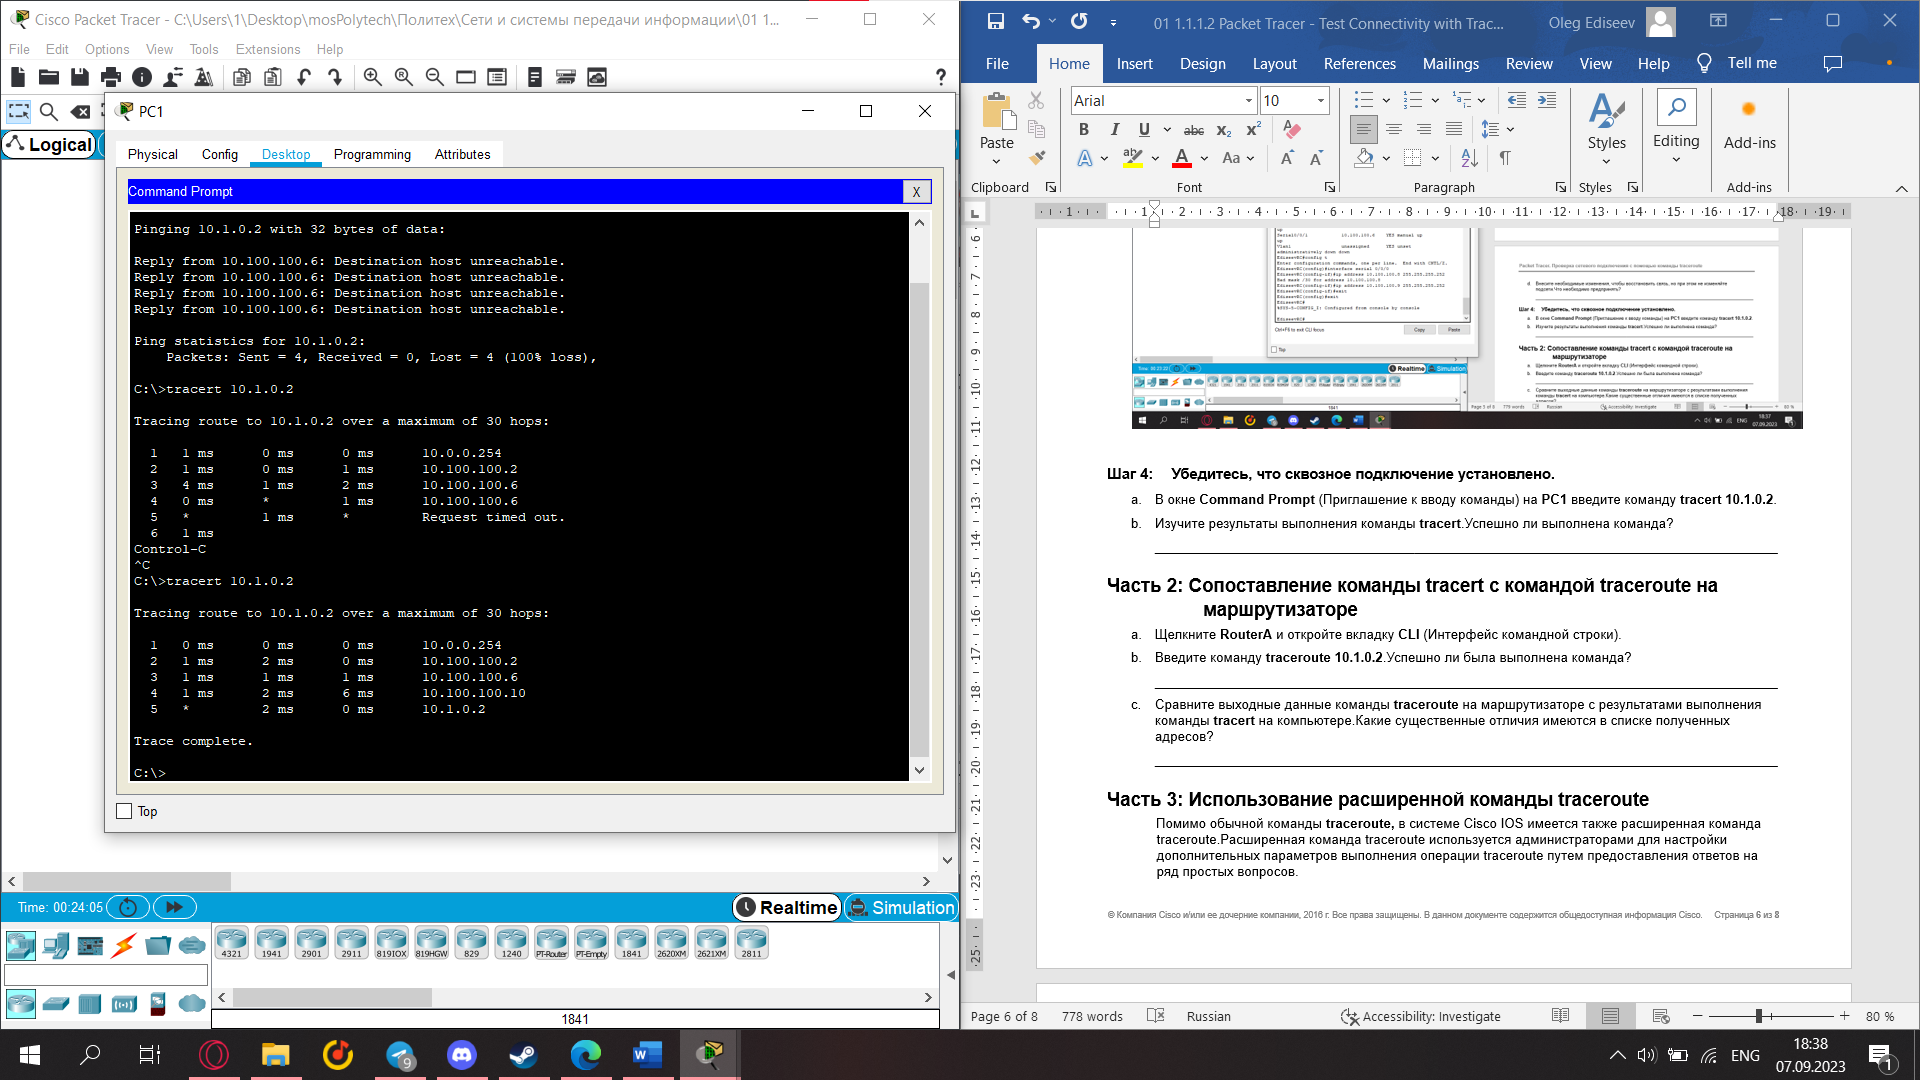 Cisco Packet Tracer - C:\Users\1\Desktop\mosPolytech\Политех\Сети и системы передачи информации\01 1...
File Edit Options View Tools Extensions Help
Logical
PC1
Physical Config Desktop Programming Attributes
Command Prompt X
Pinging 10.1.0.2 with 32 bytes of data:
Reply from 10.100.100.6: Destination host unreachable.
Reply from 10.100.100.6: Destination host unreachable.
Reply from 10.100.100.6: Destination host unreachable.
Reply from 10.100.100.6: Destination host unreachable.
Ping statistics for 10.1.0.2:
Packets: Sent = 4, Received = 0, Lost = 4 (100% loss),
C:\>tracert 10.1.0.2
Tracing route to 10.1.0.2 over a maximum of 30 hops:
1 1 ms 0 ms 0 ms 10.0.0.254
2 1 ms 0 ms 1 ms 10.100.100.2
3 4 ms 1 ms 2 ms 10.100.100.6
4 0 ms * 1 ms 10.100.100.6
5 * 1 ms * Request timed out.
6 1 ms
Control-C
^C
C:\>tracert 10.1.0.2
Tracing route to 10.1.0.2 over a maximum of 30 hops:
1 0 ms 0 ms 0 ms 10.0.0.254
2 1 ms 2 ms 0 ms 10.100.100.2
3 1 ms 1 ms 1 ms 10.100.100.6
4 1 ms 2 ms 6 ms 10.100.100.10
5 * 2 ms 0 ms 10.1.0.2
Trace complete.
C:\>
Top
Time: 00:24:05
Realtime Simulation
4321 1941 2901 2911 819IOX 819HGW 829 1240 PT-Router PT-Empty 1841 2620XM 2621XM 2811
1841
01 1.1.1.2 Packet Tracer - Test Connectivity with Trac...
Oleg Ediseev
File Home Insert Design Layout References Mailings Review View Help Tell me
Paste
Arial 10
Styles
Editing
Add-ins
Clipboard Font Paragraph Styles Add-ins
Шаг 4: Убедитесь, что сквозное подключение установлено.
a. В окне Command Prompt (Приглашение к вводу команды) на PC1 введите команду tracert 10.1.0.2.
b. Изучите результаты выполнения команды tracert.Успешно ли выполнена команда?
Часть 2: Сопоставление команды tracert с командой traceroute на
маршрутизаторе
a. Щелкните RouterA и откройте вкладку CLI (Интерфейс командной строки).
b. Введите команду traceroute 10.1.0.2.Успешно ли была выполнена команда?
c. Сравните выходные данные команды traceroute на маршрутизаторе с результатами выполнения
команды tracert на компьютере.Какие существенные отличия имеются в списке полученных
адресов?
Часть 3: Использование расширенной команды traceroute
Помимо обычной команды traceroute, в системе Cisco IOS имеется также расширенная команда
traceroute.Расширенная команда traceroute используется администраторами для настройки
дополнительных параметров выполнения операции traceroute путем предоставления ответов на
ряд простых вопросов.
© Компания Cisco и/или ее дочерние компании, 2016 г. Все права защищены. В данном документе содержится общедоступная информация Cisco. Страница 6 из 8
Page 6 of 8 778 words Russian Accessibility: Investigate 80 %
9
ENG
18:38
07.09.2023
1